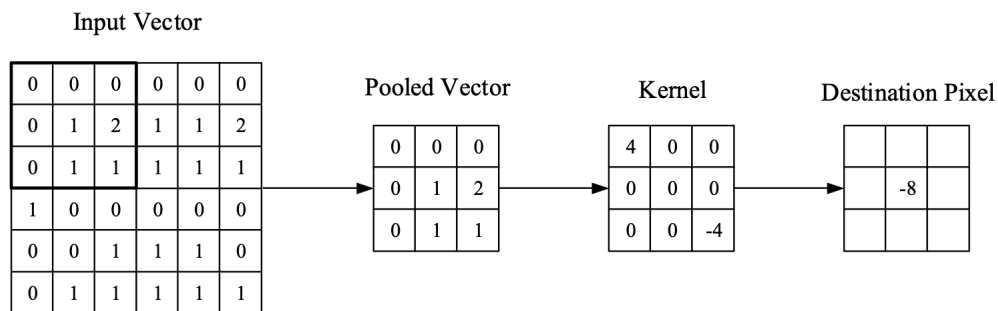 Input Vector
Pooled Vector
Kernel
Destination Pixel
0 0 0 0 0 0
0 1 2 1 1 2
0 1 1 1 1 1
1 0 0 0 0 0
0 0 1 1 1 0
0 1 1 1 1 1
0 0 0
0 1 2
0 1 1
4 0 0
0 0 0
0 0 -4
-8